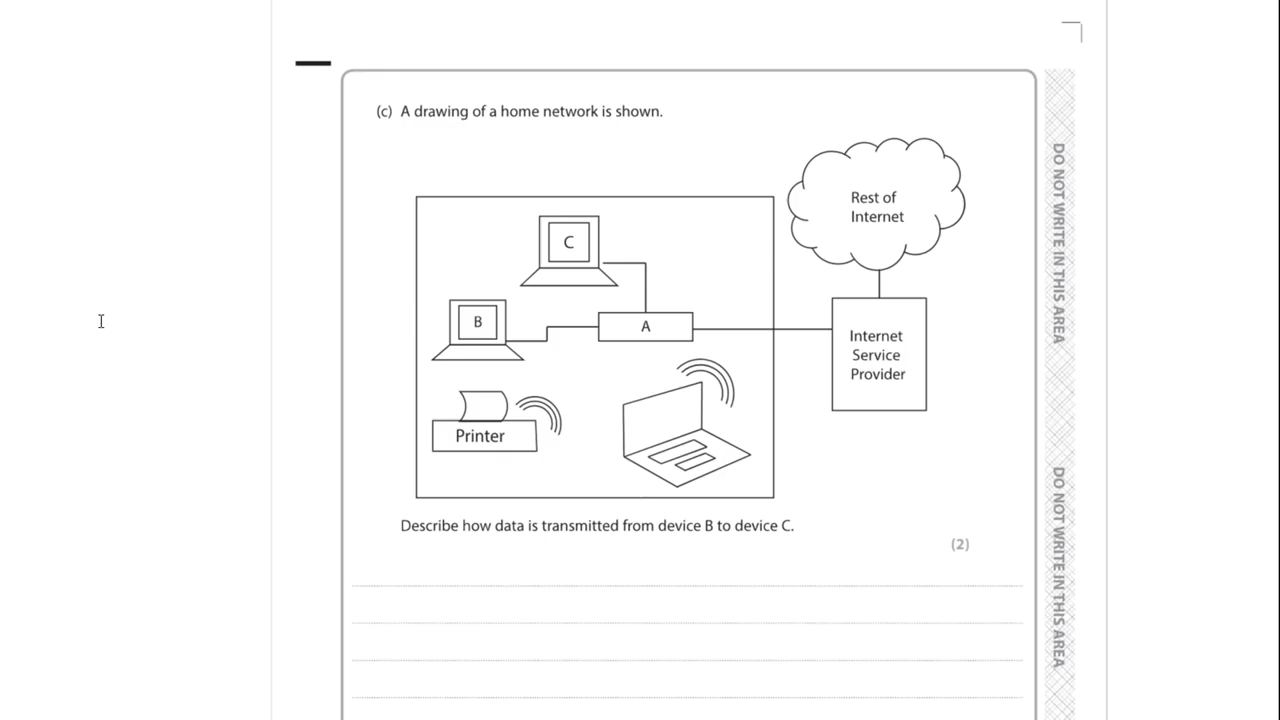 (c) A drawing of a home network is shown.
Rest of
Internet
C
B
A
Internet
Service
Provider
Printer
Describe how data is transmitted from device B to device C.
(2)
DO NOT WRITE IN THIS AREA
DO NOT WRITE IN THIS AREA